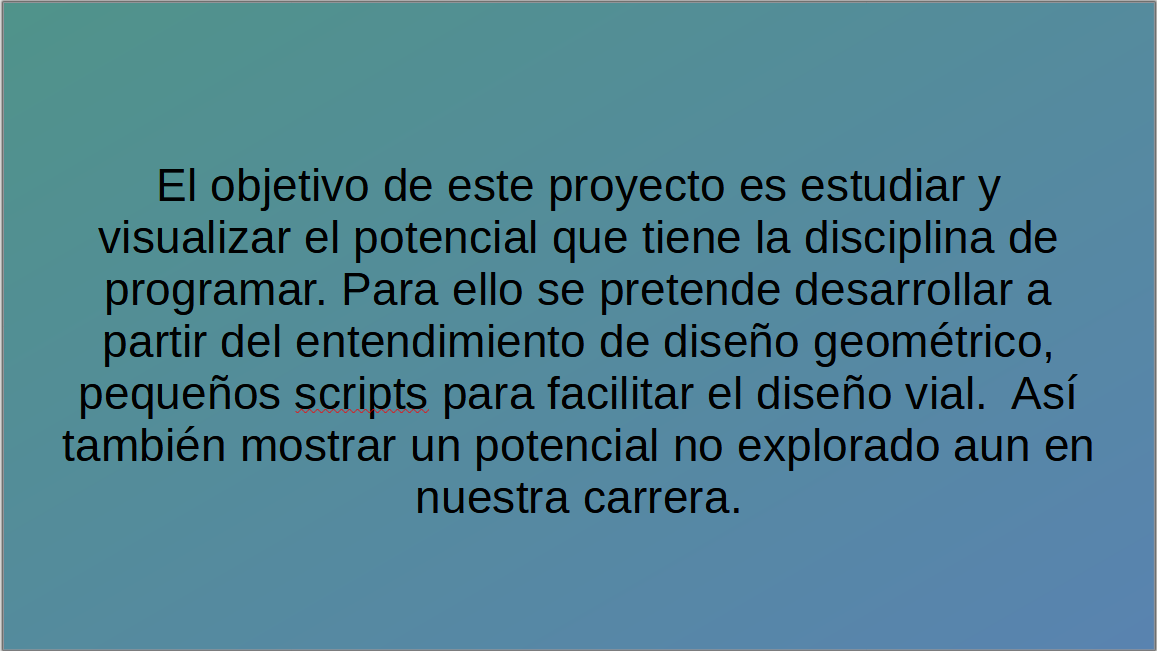 El objetivo de este proyecto es estudiar y
visualizar el potencial que tiene la disciplina de
programar. Para ello se pretende desarrollar a
partir del entendimiento de diseño geométrico,
pequeños scripts para facilitar el diseño vial.  Así
también mostrar un potencial no explorado aun en
nuestra carrera.